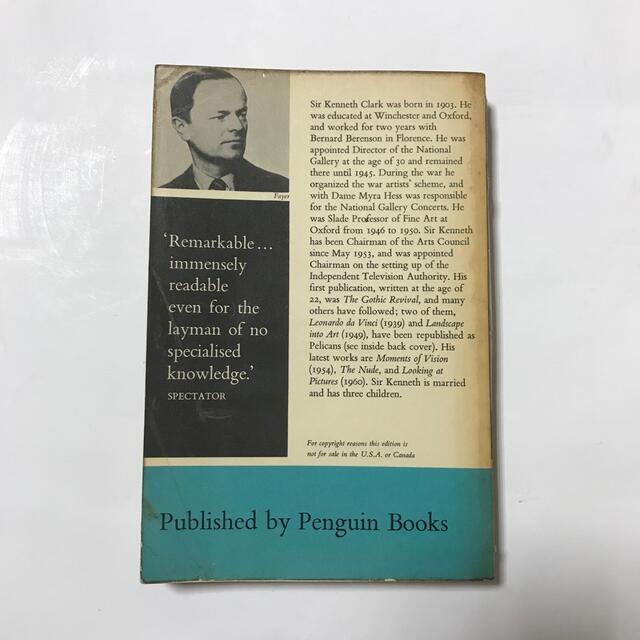 Fayer
'Remarkable...
immensely
readable
even for the
layman of no
specialised
knowledge.'
SPECTATOR
Sir Kenneth Clark was born in 1903. He
was educated at Winchester and Oxford,
and worked for two years with
Bernard Berenson in Florence. He was
appointed Director of the National
Gallery at the age of 30 and remained
there until 1945. During the war he
organized the war artists' scheme, and
with Dame Myra Hess was responsible
for the National Gallery Concerts. He
was Slade Professor of Fine Art at
Oxford from 1946 to 1950. Sir Kenneth
has been Chairman of the Arts Council
since May 1953, and was appointed
Chairman on the setting up of the
Independent Television Authority. His
first publication, written at the age of
22, was The Gothic Revival, and many
others have followed; two of them,
Leonardo da Vinci (1939) and Landscape
into Art (1949), have been republished as
Pelicans (see inside back cover). His
latest works are Moments of Vision
(1954), The Nude, and Looking at
Pictures (1960). Sir Kenneth is married
and has three children.
For copyright reasons this edition is
not for sale in the U.S.A. or Canada
Published by Penguin Books